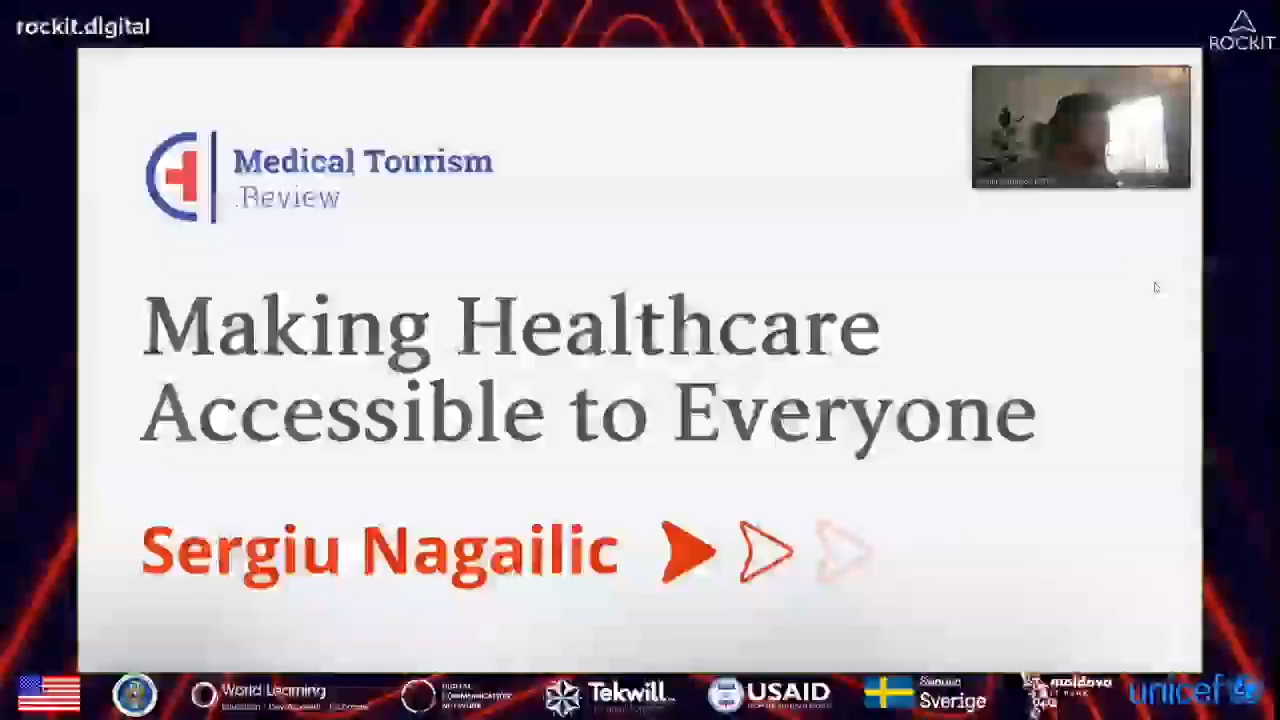 rockit.digital
ROCKIT
Medical Tourism
.Review
Making Healthcare
Accessible to Everyone
Sergiu Nagailic
World Learning
Tekwill
USAID
Sverige
moldova
unicef